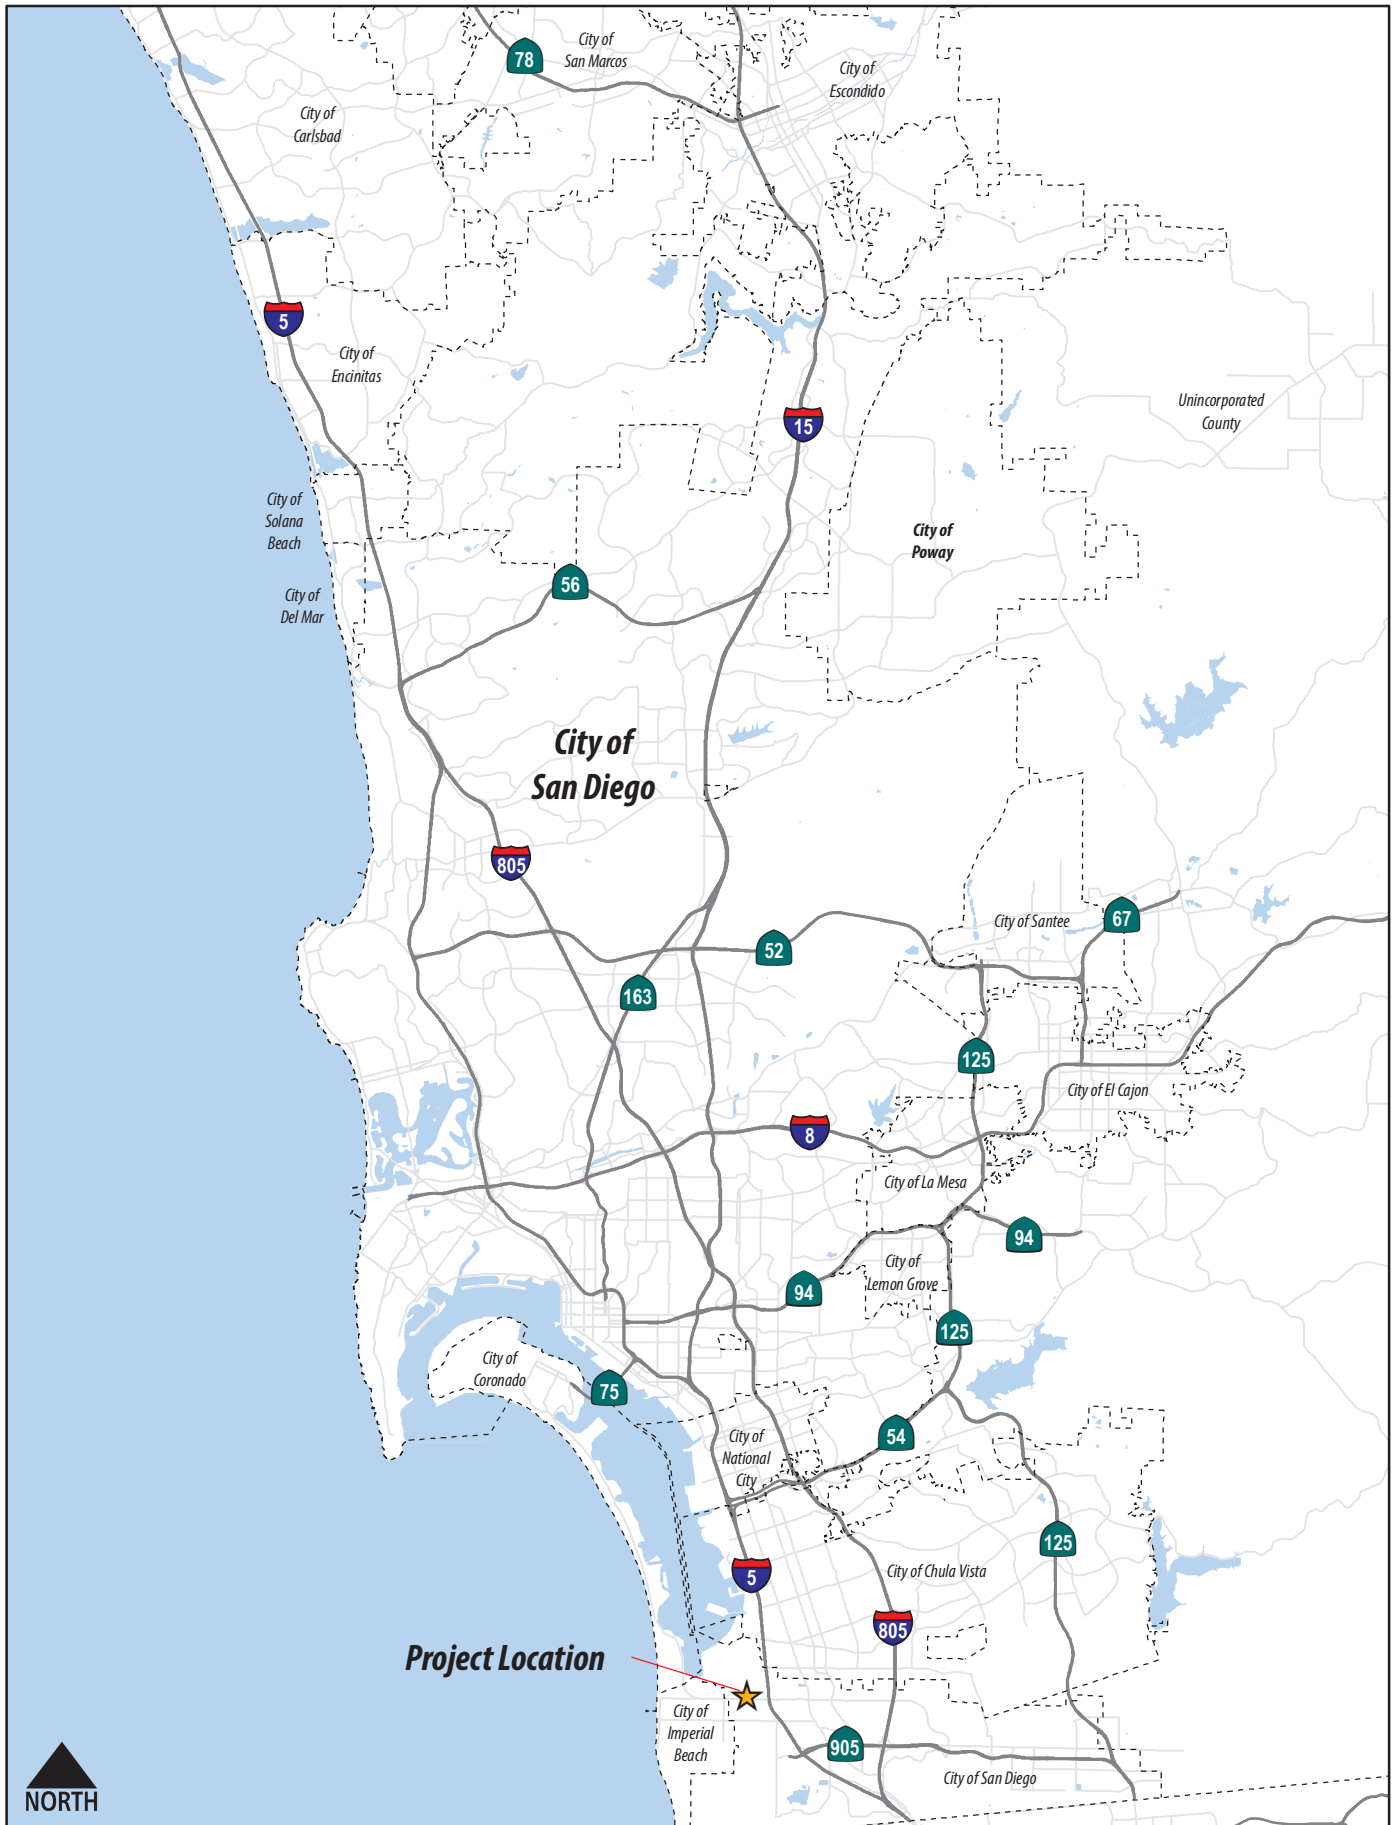 City of
San Marcos
78
City of
Escondido
City of
Carlsbad
5
City of
Encinitas
15
Unincorporated
County
City of
Solana
Beach
City of
Poway
56
City of
Del Mar
City of
San Diego
805
52
City of Santee
67
163
125
City of El Cajon
8
City of La Mesa
94
City of
Lemon Grove
94
125
City of
Coronado
75
City of
National
City
54
125
5
City of Chula Vista
805
Project Location
City of
Imperial
Beach
905
City of San Diego
NORTH